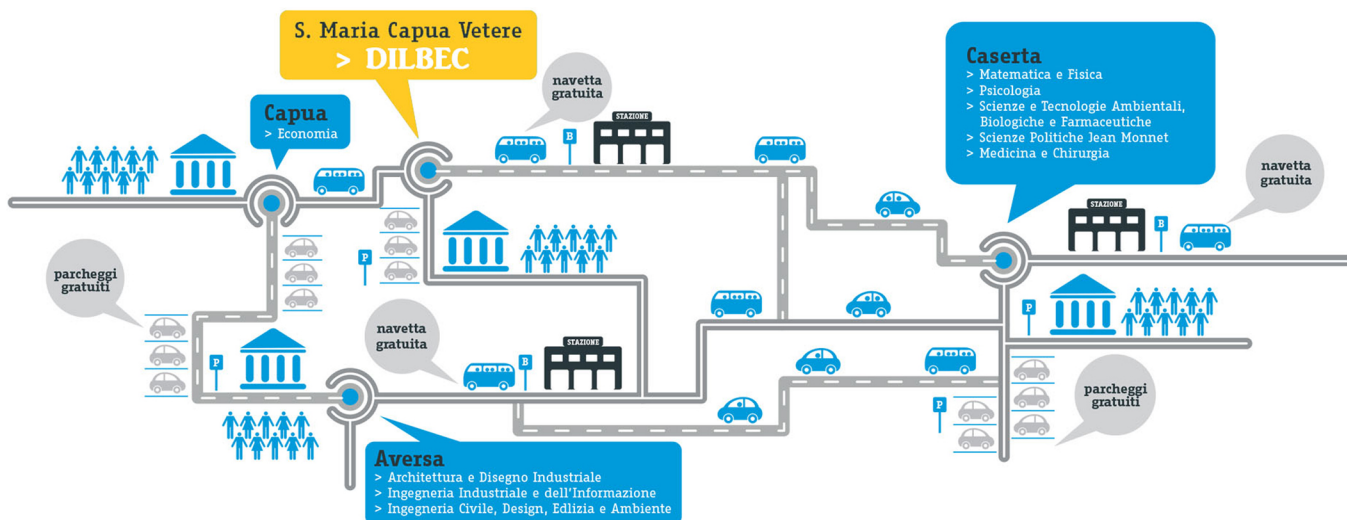 S. Maria Capua Vetere
> DILBEC
Capua
> Economia
navetta
gratuita
B
STAZIONE
Caserta
> Matematica e Fisica
> Psicologia
> Scienze e Tecnologie Ambientali,
Biologiche e Farmaceutiche
> Scienze Politiche Jean Monnet
> Medicina e Chirurgia
navetta
gratuita
STAZIONE
B
P
parcheggi
gratuiti
P
navetta
gratuita
B
STAZIONE
P
P
parcheggi
gratuiti
Aversa
> Architettura e Disegno Industriale
> Ingegneria Industriale e dell'Informazione
> Ingegneria Civile, Design, Edlizia e Ambiente